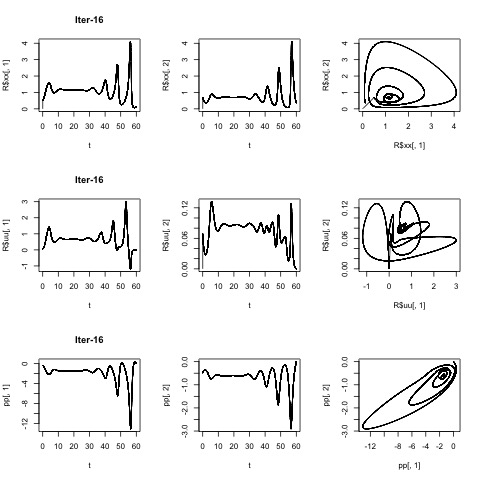 Iter-16
R$xx[, 1]
0 1 2 3 4
0 10 20 30 40 50 60
t
R$xx[, 2]
0 1 2 3 4
0 10 20 30 40 50 60
t
R$xx[, 2]
0 1 2 3 4
0 1 2 3 4
R$xx[, 1]
Iter-16
R$uu[, 1]
-1 0 1 2 3
0 10 20 30 40 50 60
t
R$uu[, 2]
0.00 0.06 0.12
0 10 20 30 40 50 60
t
R$uu[, 2]
0.00 0.06 0.12
-1 0 1 2 3
R$uu[, 1]
Iter-16
pp[, 1]
-12 -8 -4 0
0 10 20 30 40 50 60
t
pp[, 2]
-3.0 -2.0 -1.0 0.0
0 10 20 30 40 50 60
t
pp[, 2]
-3.0 -2.0 -1.0 0.0
-12 -8 -6 -4 -2 0
pp[, 1]